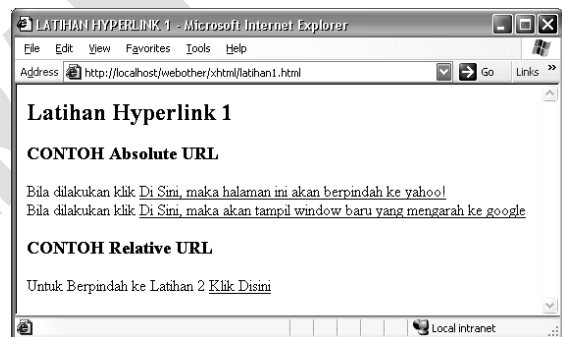 LATIHAN HYPERLINK 1 - Microsoft Internet Explorer
File Edit View Favorites Tools Help
Address http://localhost/webother/xhtml/latihan1.html Go Links »
Latihan Hyperlink 1
CONTOH Absolute URL
Bila dilakukan klik Di Sini, maka halaman ini akan berpindah ke yahoo!
Bila dilakukan klik Di Sini, maka akan tampil window baru yang mengarah ke google
CONTOH Relative URL
Untuk Berpindah ke Latihan 2 Klik Disini
Local intranet